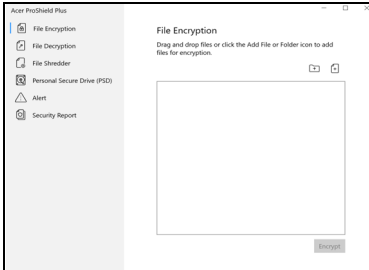 Acer ProShield Plus
File Encryption
File Decryption
File Shredder
Personal Secure Drive (PSD)
Alert
Security Report
File Encryption
Drag and drop files or click the Add File or Folder icon to add
files for encryption.
Encrypt